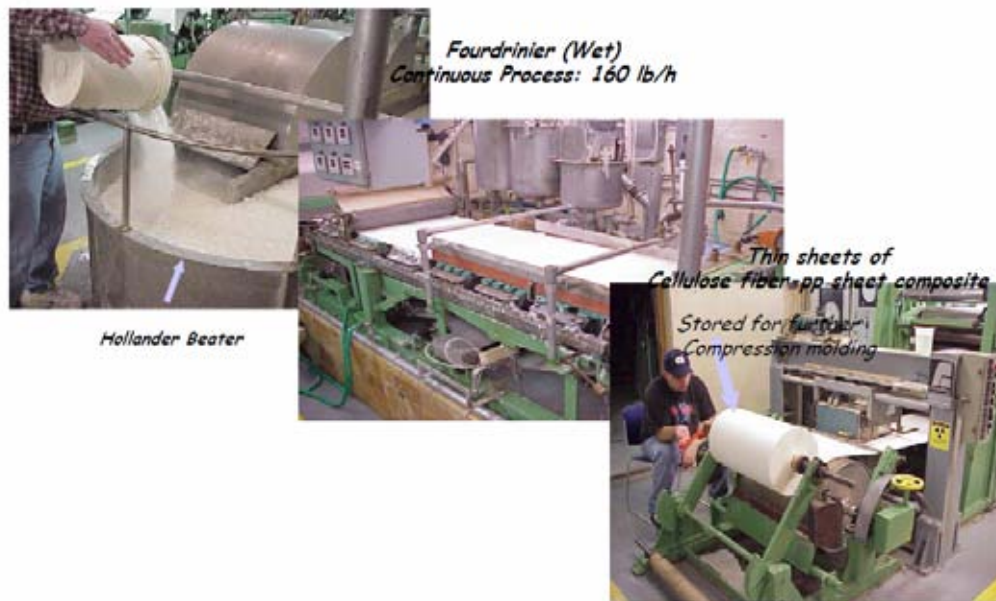 Fourdrinier (Wet)
Continuous Process: 160 lb/h
Hollander Beater
Thin sheets of
Cellulose fiber-pp sheet composite
Stored for further
Compression molding